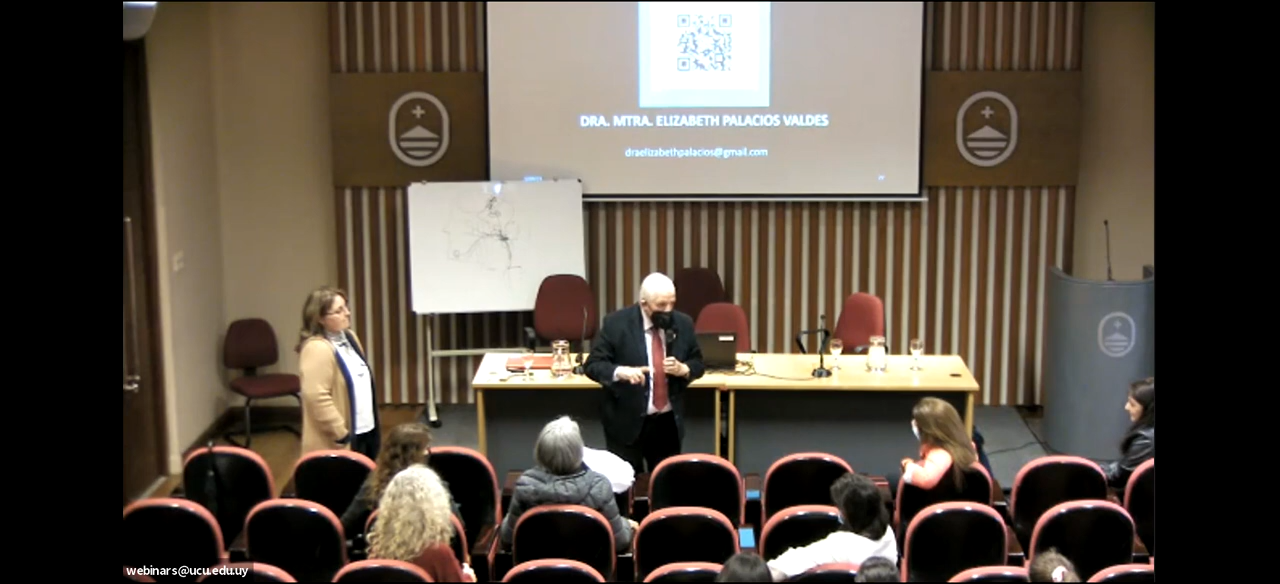 DRA. MTRA. ELIZABETH PALACIOS VALDES
draelizabethpalacios@gmail.com
webinars@ucu.edu.uy